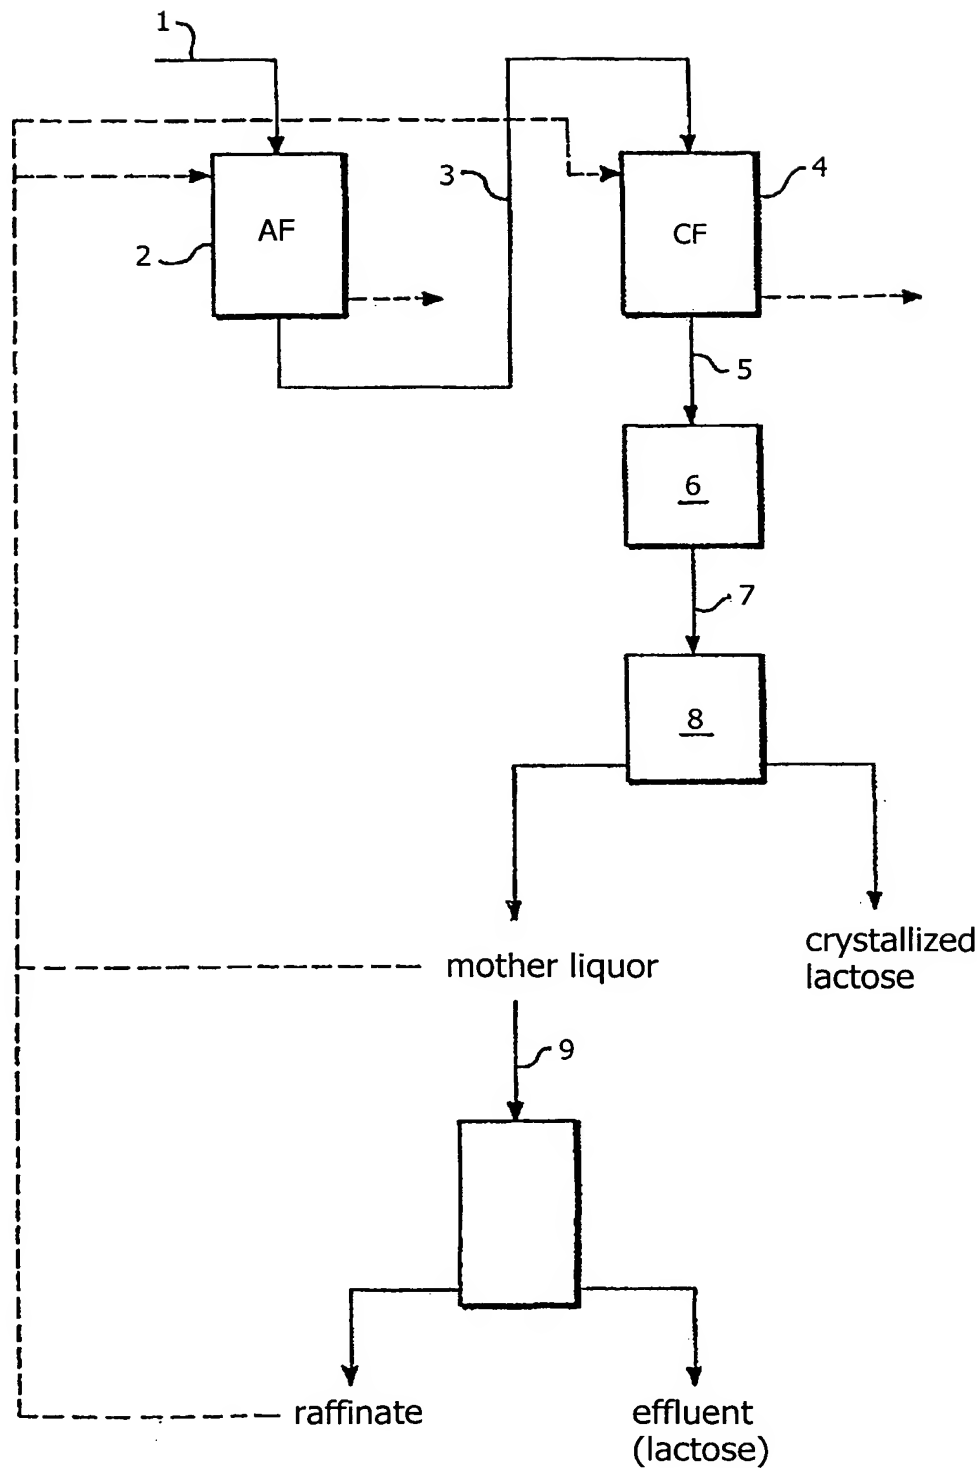 1
AF
2
3
CF
4
5
6
7
8
mother liquor
crystallized
lactose
9
raffinate
effluent
(lactose)